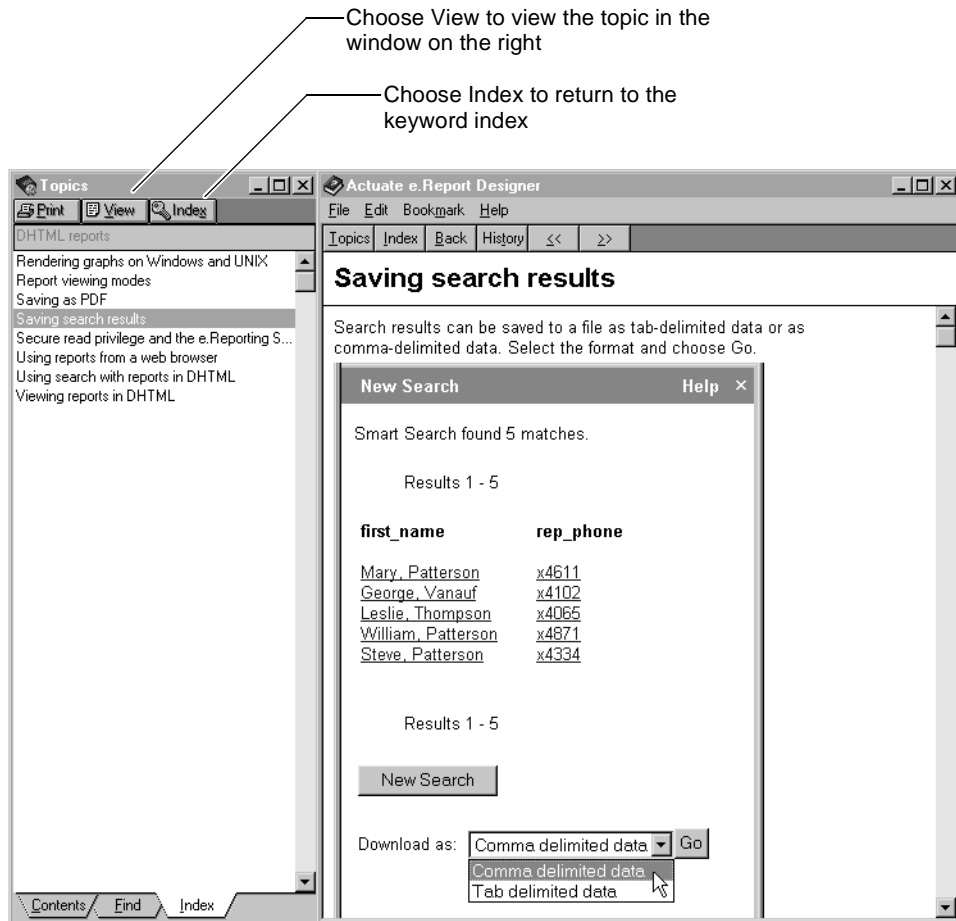 Choose View to view the topic in the
window on the right
Choose Index to return to the
keyword index
Topics
Print View Index
DHTML reports
Rendering graphs on Windows and UNIX
Report viewing modes
Saving as PDF
Saving search results
Secure read privilege and the e.Reporting S...
Using reports from a web browser
Using search with reports in DHTML
Viewing reports in DHTML
Contents Find Index
Actuate e.Report Designer
File Edit Bookmark Help
Topics Index Back History << >>
Saving search results
Search results can be saved to a file as tab-delimited data or as
comma-delimited data. Select the format and choose Go.
New Search Help ×
Smart Search found 5 matches.
Results 1 - 5
first_name rep_phone
Mary, Patterson x4611
George, Vanauf x4102
Leslie, Thompson x4065
William, Patterson x4871
Steve, Patterson x4334
Results 1 - 5
New Search
Download as: Comma delimited data Go
Comma delimited data
Tab delimited data